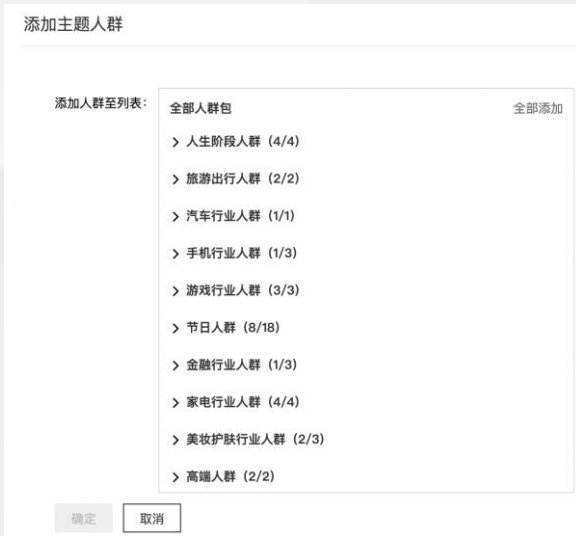 添加主题人群
添加人群至列表:
全部人群包 全部添加
人生阶段人群（4/4）
旅游出行人群（2/2）
汽车行业人群（1/1）
手机行业人群（1/3）
游戏行业人群（3/3）
节日人群（8/18）
金融行业人群（1/3）
家电行业人群（4/4）
美妆护肤行业人群（2/3）
高端人群（2/2）
确定 取消